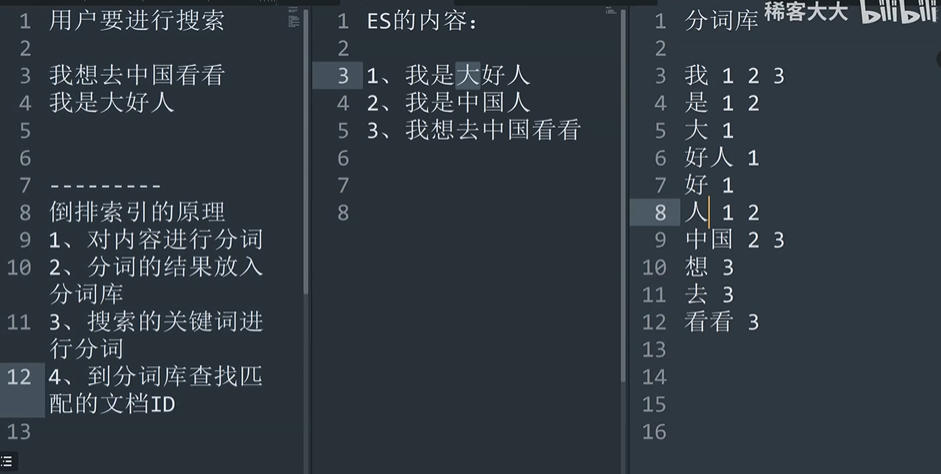 1 用户要进行搜索
2
3 我想去中国看看
4 我是大好人
5
6
7 ---------
8 倒排索引的原理
9 1、对内容进行分词
10 2、分词的结果放入
分词库
11 3、搜索的关键词进
行分词
12 4、到分词库查找匹
配的文档ID
13
1 ES的内容:
2
3 1、我是大好人
4 2、我是中国人
5 3、我想去中国看看
6
7
8
稀客大大 bilibili
1 分词库
2
3 我 1 2 3
4 是 1 2
5 大 1
6 好人 1
7 好 1
8 人 1 2
9 中国 2 3
10 想 3
11 去 3
12 看看 3
13
14
15
16